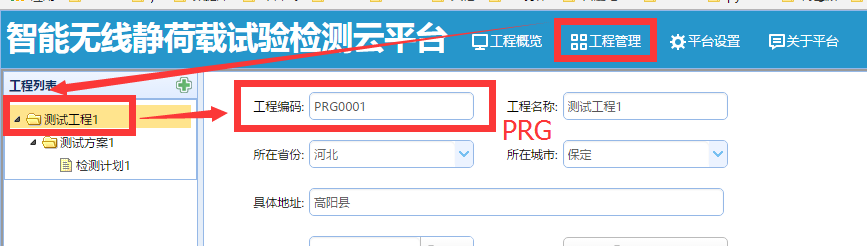 智能无线静荷载试验检测云平台 工程概览 工程管理 平台设置 关于平台
工程列表
测试工程1
测试方案1
检测计划1
工程编码: PRG0001 工程名称: 测试工程1
PRG
所在省份: 河北 所在城市: 保定
具体地址: 高阳县